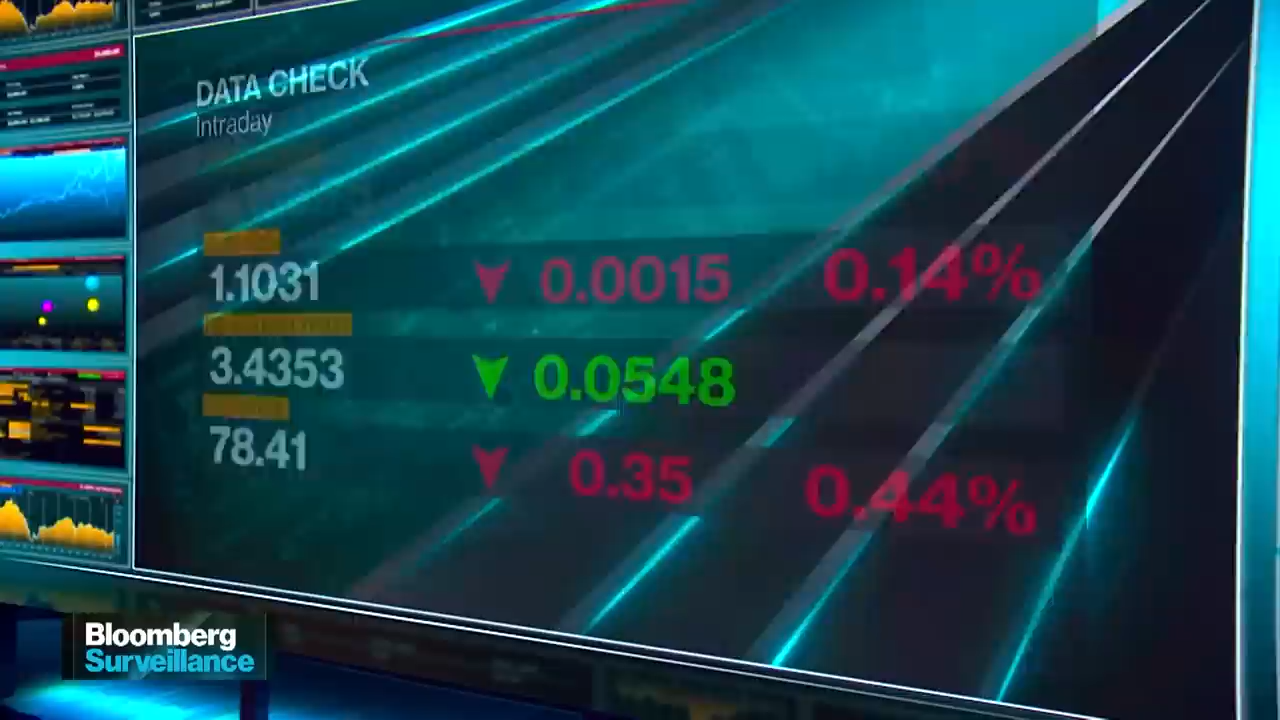 DATA CHECK
Intraday
1.1031 ▼ 0.0015 0.14%
3.4353 ▼ 0.0548
78.41 ▼ 0.35 0.44%
Bloomberg
Surveillance